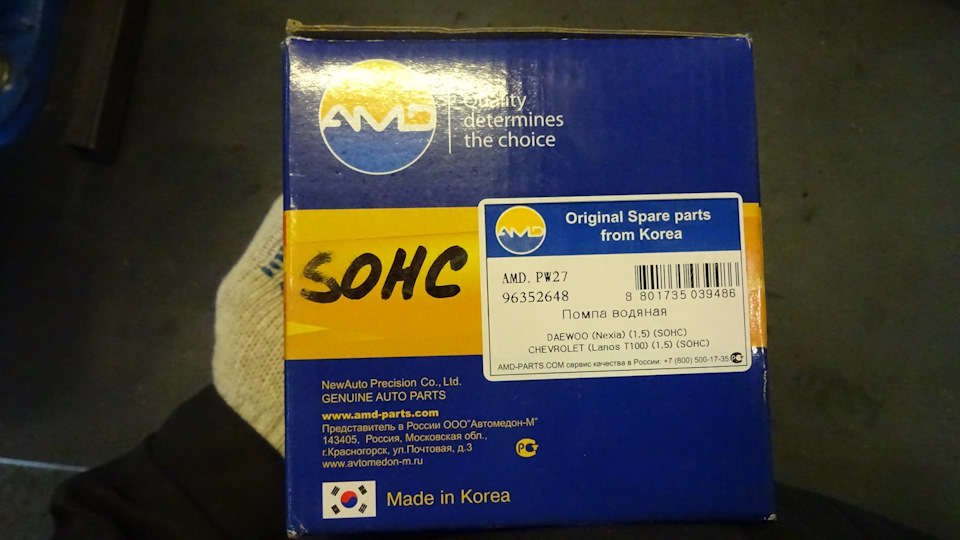 AMD
Quality
determines
the choice
AMD
Original Spare parts
from Korea
SOHC
AMD. PW27
96352648
8 801735 039486
Помпа водяная
DAEWOO (Nexia) (1,5) (SOHC)
CHEVROLET (Lanos T100) (1,5) (SOHC)
AMD-PARTS.COM сервис качества в России: +7 (800) 500-17-35
NewAuto Precision Co., Ltd.
GENUINE AUTO PARTS
www.amd-parts.com
Представитель в России ООО"Автомедон-М"
143405, Россия, Московская обл.,
г.Красногорск, ул.Почтовая, д.3
www.avtomedon-m.ru
Made in Korea